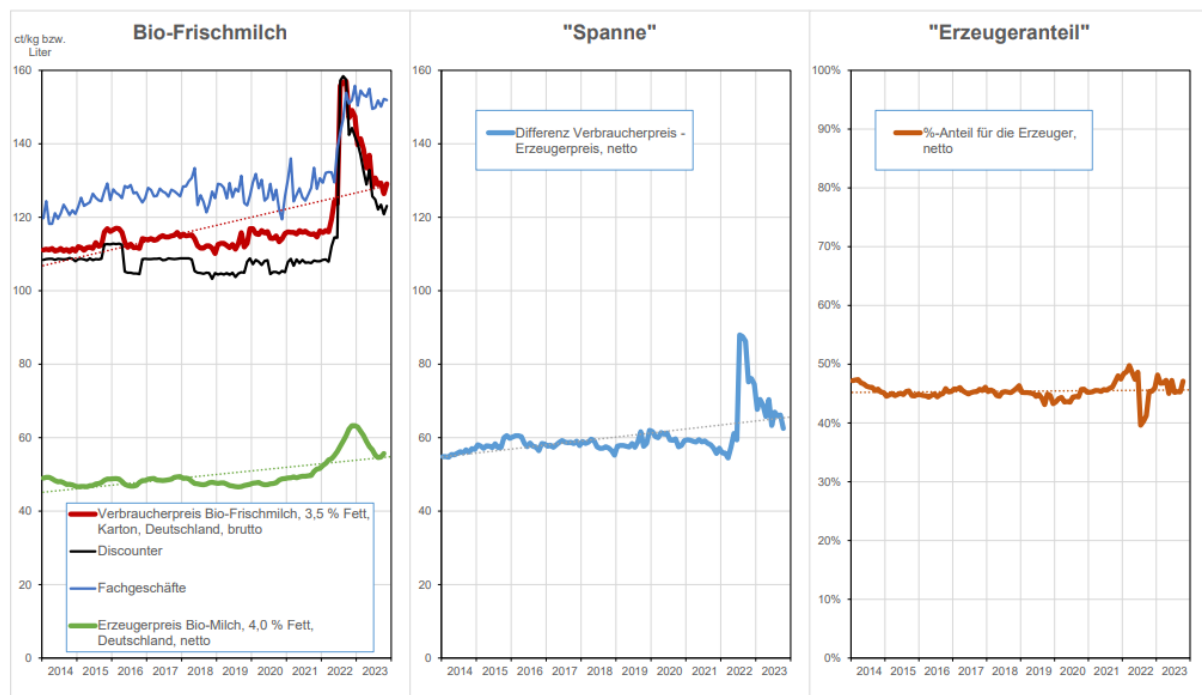 Bio-Frischmilch
ct/kg bzw.
Liter
160
140
120
100
80
60
40
20
0
Verbraucherpreis Bio-Frischmilch, 3,5 % Fett,
Karton, Deutschland, brutto
Discounter
Fachgeschäfte
Erzeugerpreis Bio-Milch, 4,0 % Fett,
Deutschland, netto
2014 2015 2016 2017 2018 2019 2020 2021 2022 2023
"Spanne"
160
140
120
100
80
60
40
20
0
Differenz Verbraucherpreis -
Erzeugerpreis, netto
2014 2015 2016 2017 2018 2019 2020 2021 2022 2023
"Erzeugeranteil"
100%
90%
80%
70%
60%
50%
40%
30%
20%
10%
0%
%-Anteil für die Erzeuger,
netto
2014 2015 2016 2017 2018 2019 2020 2021 2022 2023